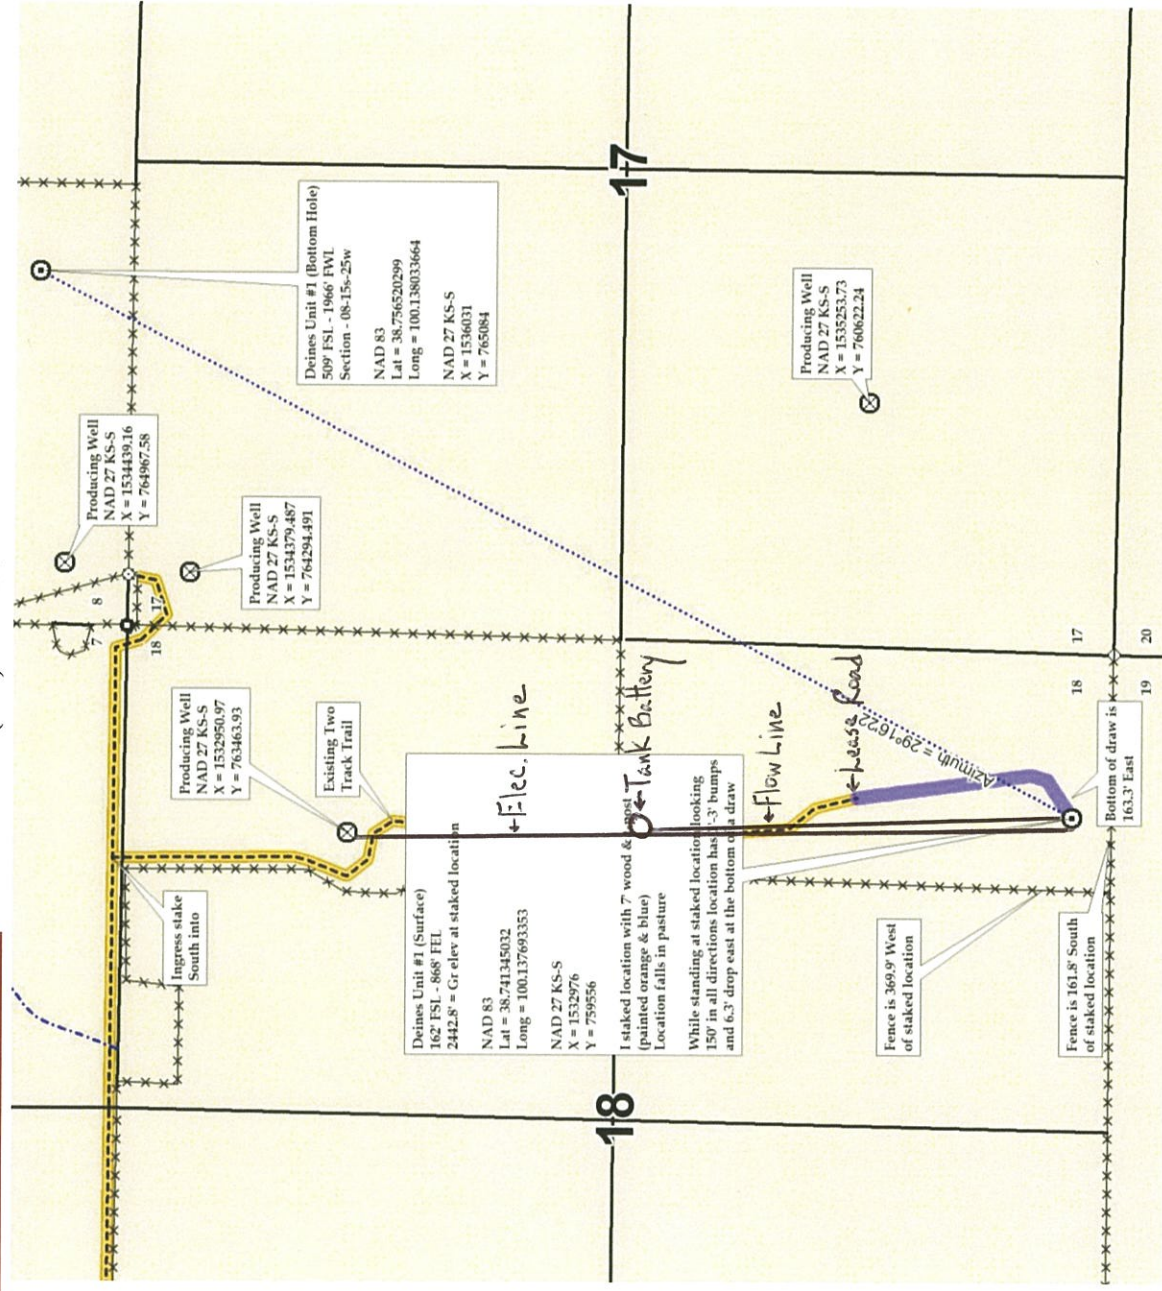 Producing Well
NAD 27 KS-S
X = 1534439.16
Y = 764967.58
Deines Unit #1 (Bottom Hole)
509' FSL - 1966' FWL
Section - 08-15s-25w
NAD 83
Lat = 38.756520299
Long = 100.138033664
NAD 27 KS-S
X = 1536031
Y = 765084
7
8
18
17
Producing Well
NAD 27 KS-S
X = 1534379.487
Y = 764294.491
17
Producing Well
NAD 27 KS-S
X = 1532950.97
Y = 763463.93
Existing Two
Track Trail
Ingress stake
South into
Producing Well
NAD 27 KS-S
X = 1535253.73
Y = 760622.24
←Elec. Line
←Tank Battery
←Flow Line
←Lease Road
Azimuth = 29°16'22
Deines Unit #1 (Surface)
162' FSL - 868' FEL
2442.8' = Gr elev at staked location
NAD 83
Lat = 38.741345032
Long = 100.137693353
NAD 27 KS-S
X = 1532976
Y = 759556
I staked location with 7' wood &
(painted orange & blue)
Location falls in pasture
While standing at staked location looking
150' in all directions location has -3' bumps
and 6.3' drop east at the bottom a draw
18
Fence is 369.9' West
of staked location
Fence is 161.8' South
of staked location
Bottom of draw is
163.3' East
18
17
19
20